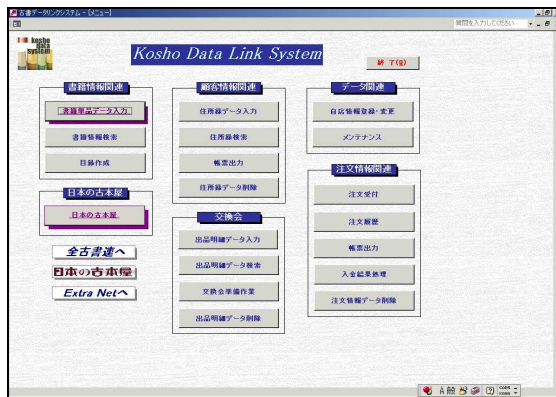 古書データリンクシステム - [メニュー]
質問を入力してください
kosho
data
system
Kosho Data Link System
終 了(Q)
書籍情報関連
書籍単品データ入力
書籍情報検索
目録作成
日本の古本屋
日本の古本屋
全古書連へ
日本の古本屋
Extra Netへ
顧客情報関連
住所録データ入力
住所録検索
帳票出力
住所録データ削除
交換会
出品明細データ入力
出品明細データ検索
交換会準備作業
出品明細データ削除
データ関連
自店情報登録・変更
メンテナンス
注文情報関連
注文受付
注文履歴
帳票出力
入金結果処理
注文情報データ削除
A 般
CAPS
KANA